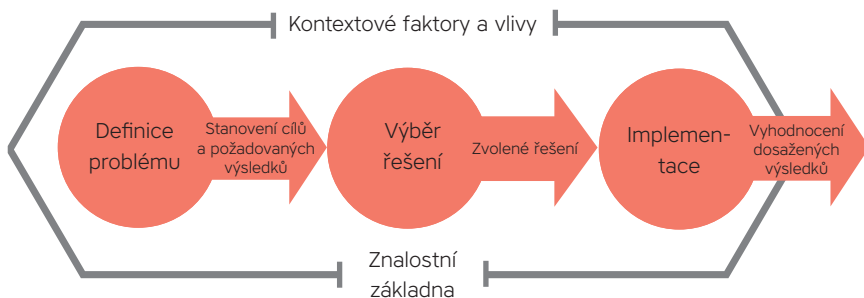 Kontextové faktory a vlivy
Definice
problému
Stanovení cílů
a požadovaných
výsledků
Výběr
řešení
Zvolené řešení
Implemen-
tace
Vyhodnocení
dosažených
výsledků
Znalostní
základna